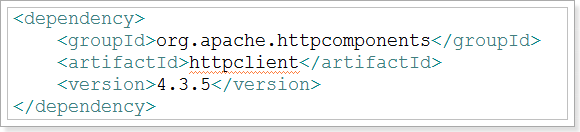 <dependency>
    <groupId>org.apache.httpcomponents</groupId>
    <artifactId>httpclient</artifactId>
    <version>4.3.5</version>
</dependency>